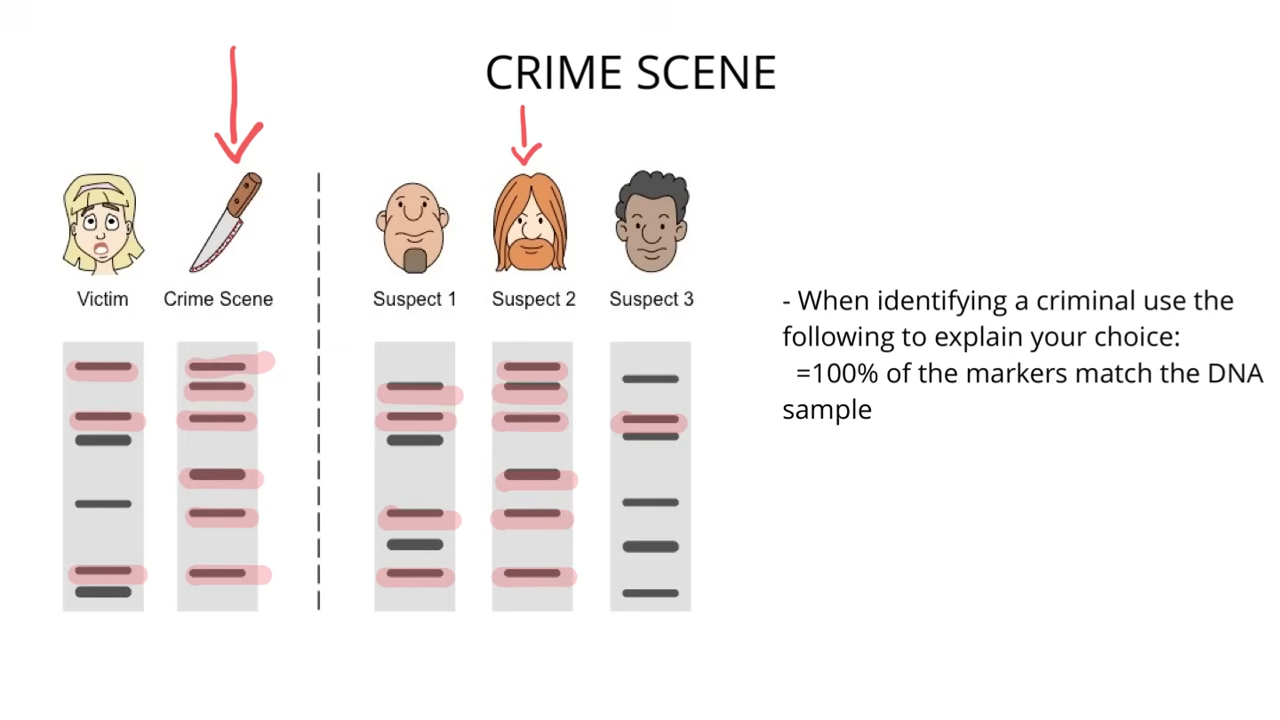 CRIME SCENE
Victim
Crime Scene
Suspect 1
Suspect 2
Suspect 3
- When identifying a criminal use the
following to explain your choice:
=100% of the markers match the DNA
sample